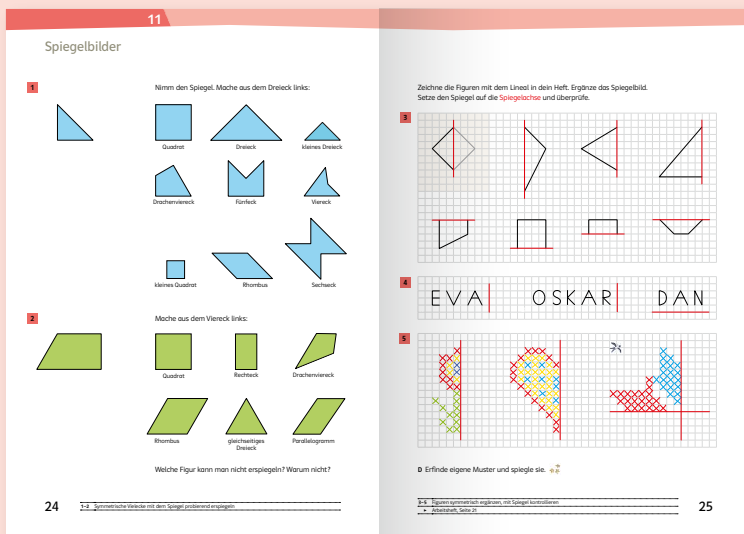 11
Spiegelbilder
1
Nimm den Spiegel. Mache aus dem Dreieck links:
Quadrat
Dreieck
kleines Dreieck
Drachenviereck
Fünfeck
Viereck
kleines Quadrat
Rhombus
Sechseck
2
Mache aus dem Viereck links:
Quadrat
Rechteck
Drachenviereck
Rhombus
gleichseitiges
Dreieck
Parallelogramm
Welche Figur kann man nicht erspiegeln? Warum nicht?
24
1–2 Symmetrische Vielecke mit dem Spiegel probierend erspiegeln
Zeichne die Figuren mit dem Lineal in dein Heft. Ergänze das Spiegelbild.
Setze den Spiegel auf die Spiegelachse und überprüfe.
3
4
EVA
OSKAR
DAN
5
D Erfinde eigene Muster und spiegle sie.
3–5 Figuren symmetrisch ergänzen, mit Spiegel kontrollieren
► Arbeitsheft, Seite 21
25